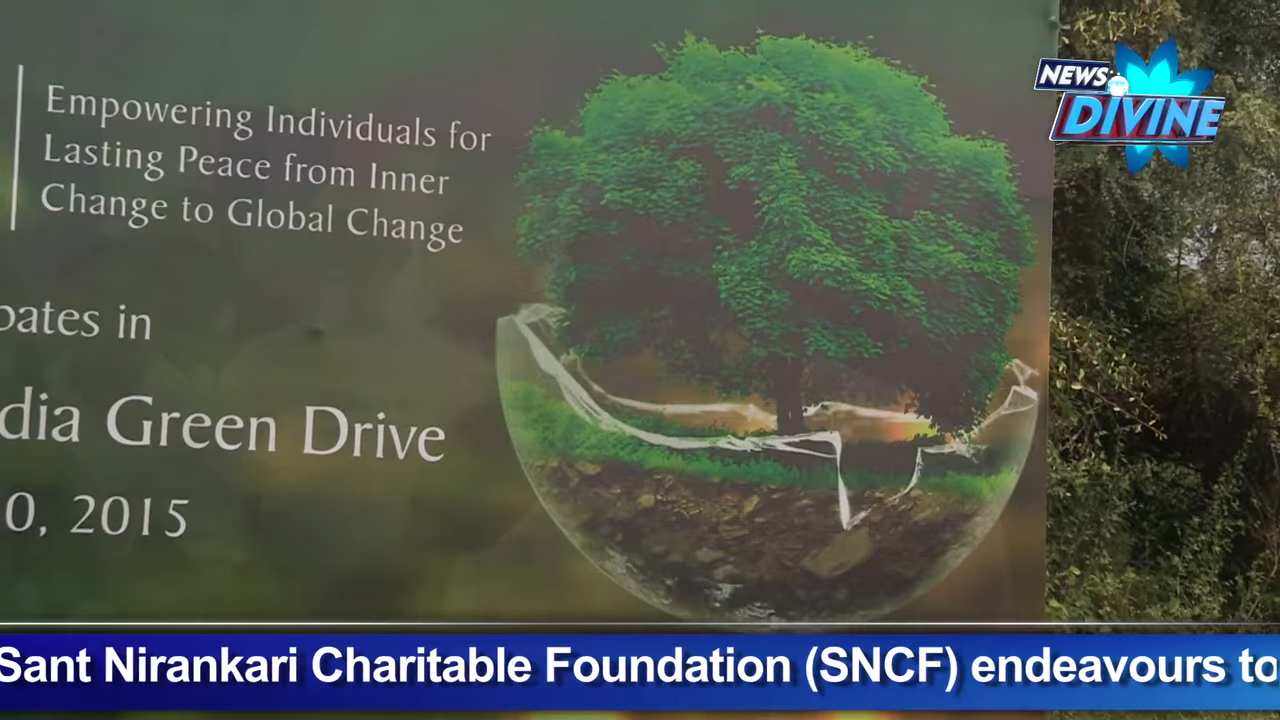 Empowering Individuals for
Lasting Peace from Inner
Change to Global Change
pates in
dia Green Drive
0, 2015
NEWS
DIVINE
Sant Nirankari Charitable Foundation (SNCF) endeavours to